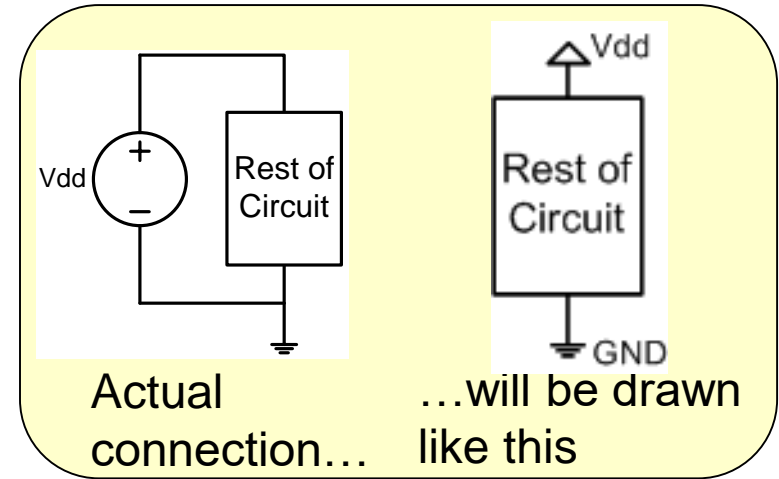 Vdd
+
−
Rest of
Circuit
Vdd
Rest of
Circuit
GND
Actual
connection…
…will be drawn
like this